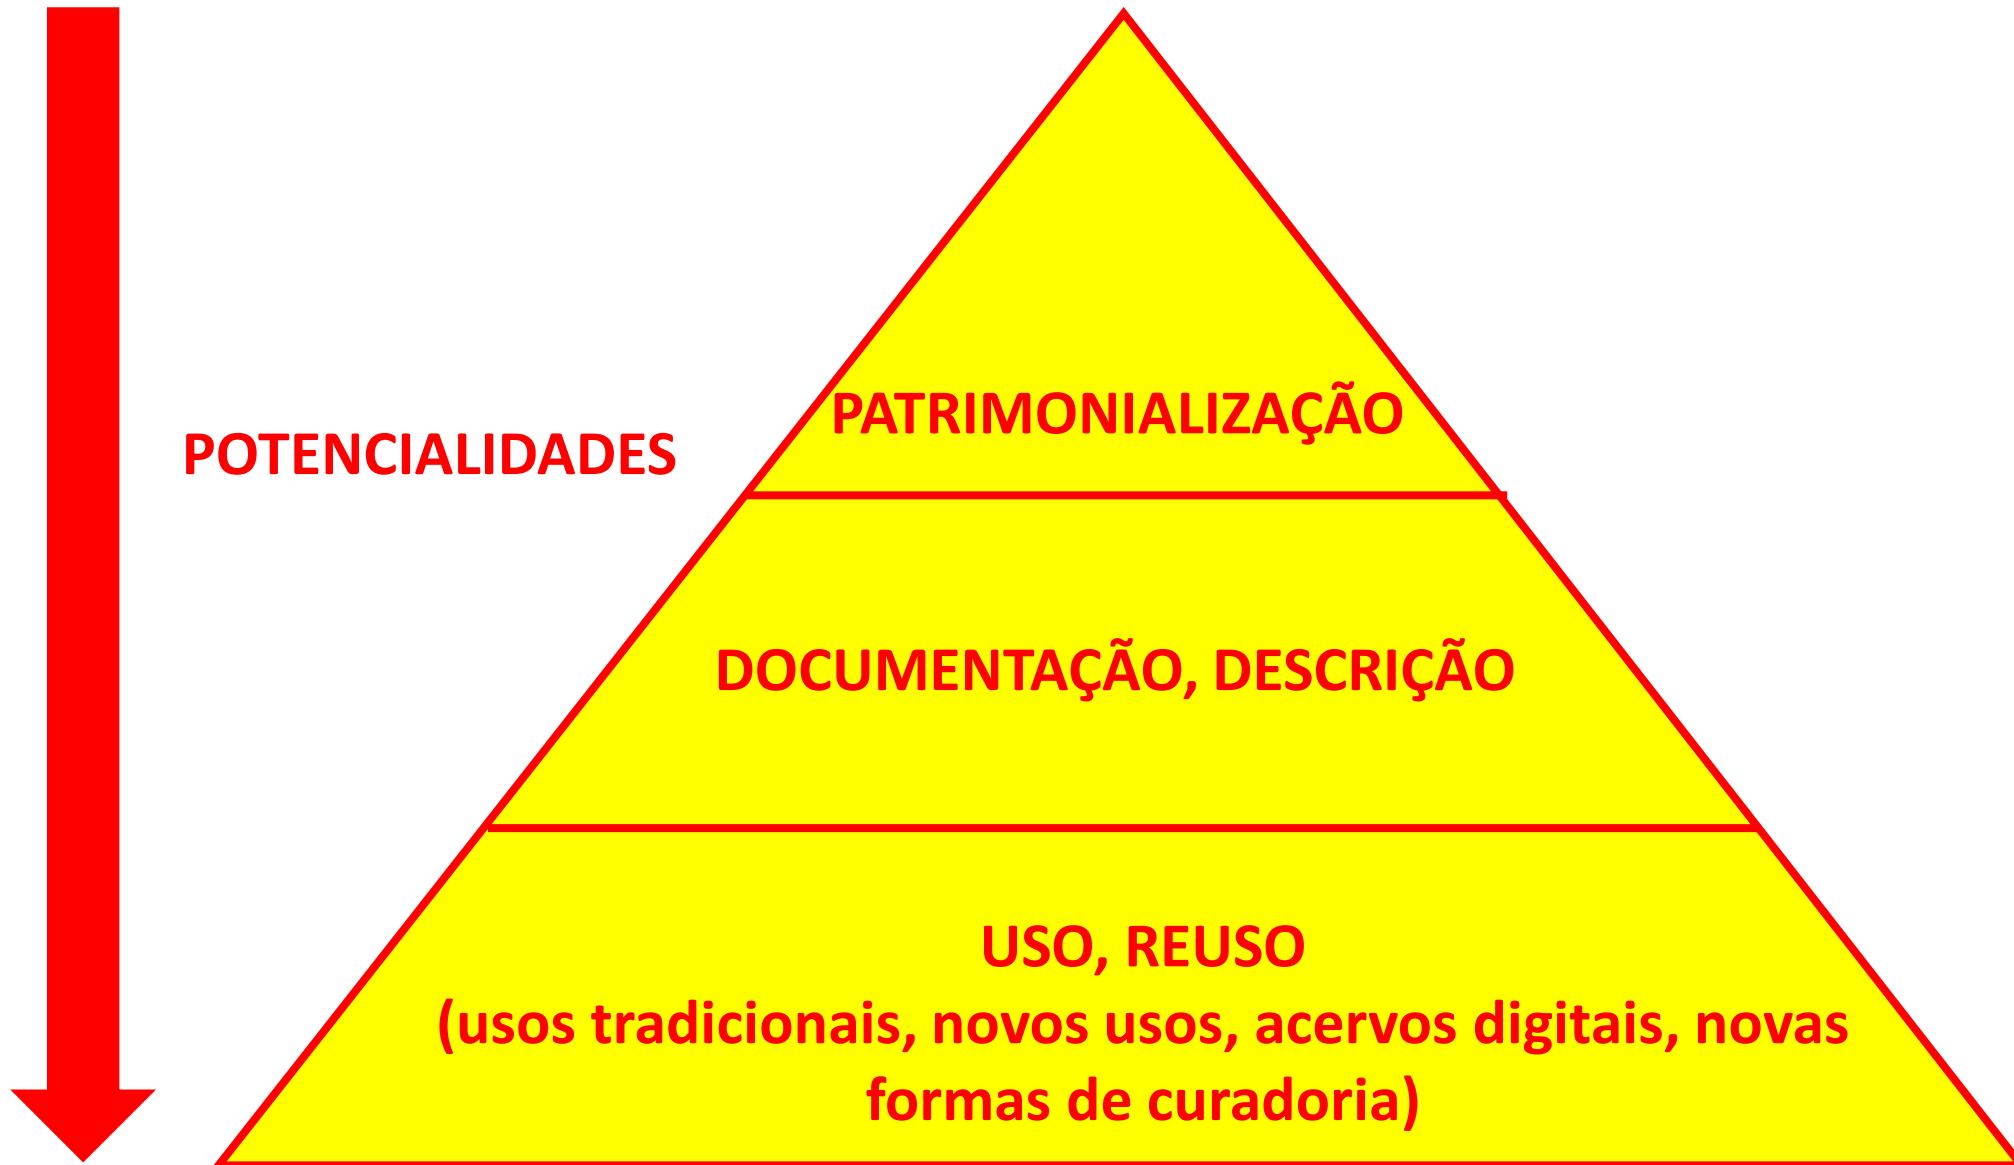 POTENCIALIDADES
PATRIMONIALIZAÇÃO
DOCUMENTAÇÃO, DESCRIÇÃO
USO, REUSO
(usos tradicionais, novos usos, acervos digitais, novas
formas de curadoria)